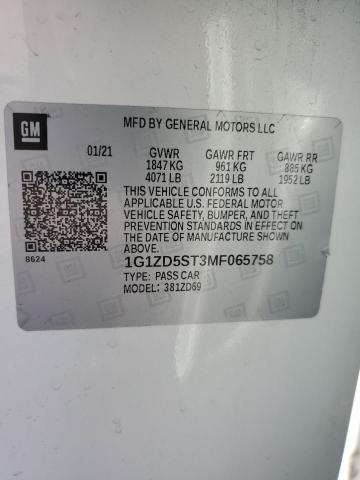 GM
MFD BY GENERAL MOTORS LLC
01/21 GVWR GAWR FRT GAWR RR
1847 KG 961 KG 885 KG
4071 LB 2119 LB 1952 LB
THIS VEHICLE CONFORMS TO ALL
APPLICABLE U.S. FEDERAL MOTOR
VEHICLE SAFETY, BUMPER, AND THEFT
PREVENTION STANDARDS IN EFFECT ON
THE DATE OF MANUFACTURE SHOWN ABOVE.
8624 1G1ZD5ST3MF065758
TYPE: PASS CAR
MODEL: 381ZD69